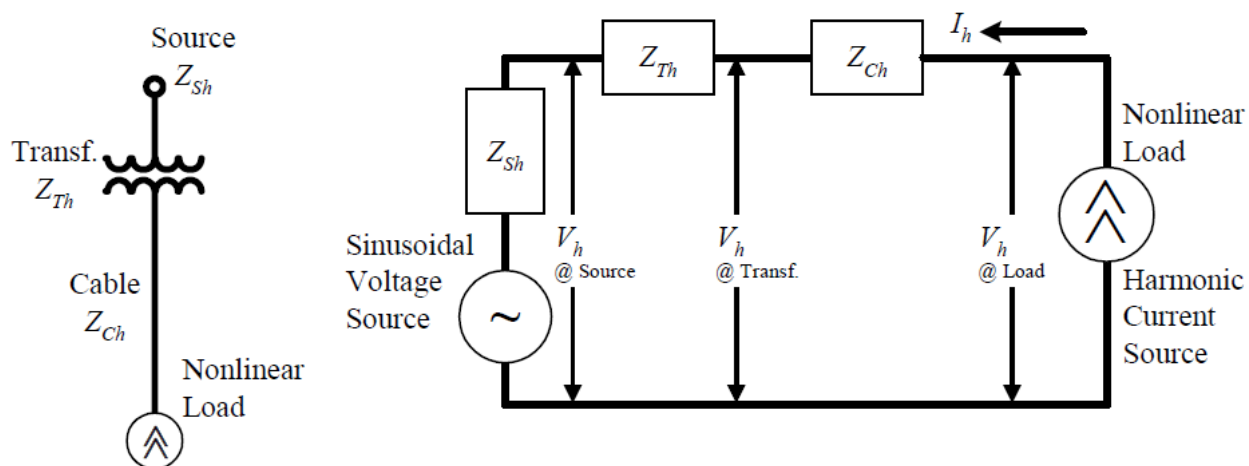 Source
Z_Sh
Transf.
Z_Th
Cable
Z_Ch
Nonlinear
Load
I_h
Z_Th
Z_Ch
Z_Sh
Sinusoidal
Voltage
Source
~
V_h
@ Source
V_h
@ Transf.
V_h
@ Load
Nonlinear
Load
Harmonic
Current
Source